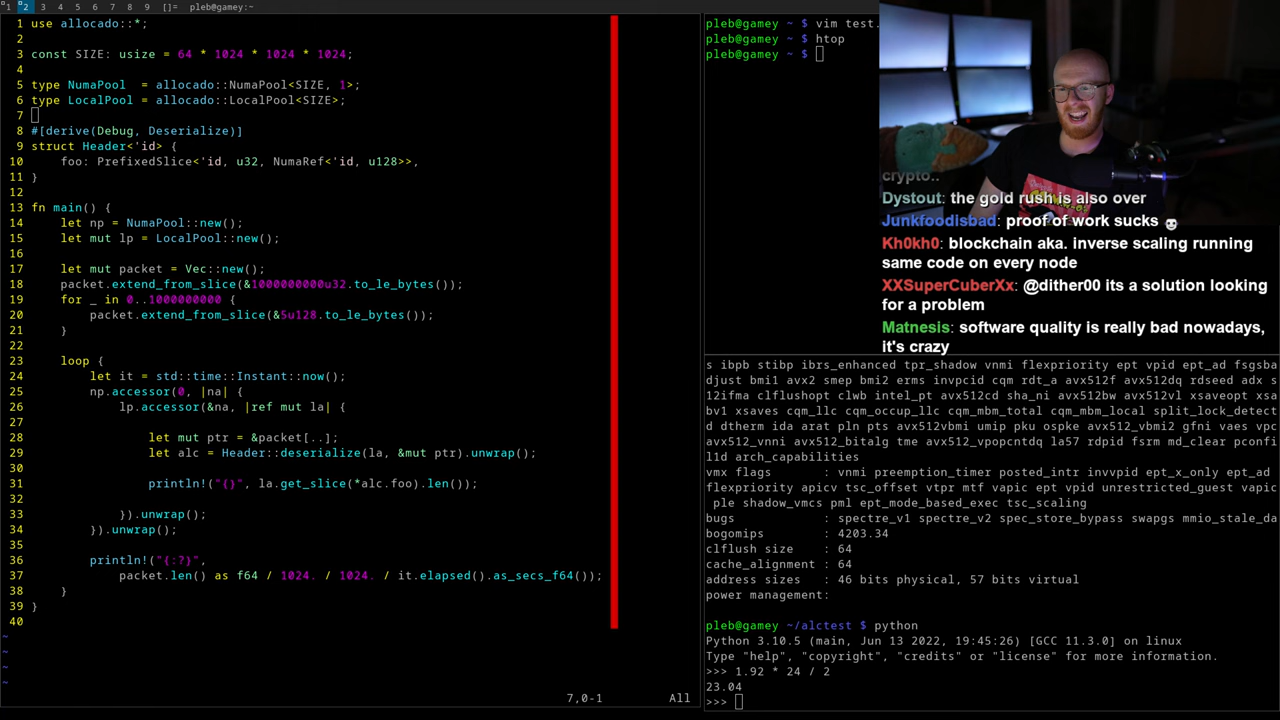 1 2 3 4 5 6 7 8 9 []= pleb@gamey:~
1 use allocado::*;
2
3 const SIZE: usize = 64 * 1024 * 1024 * 1024;
4
5 type NumaPool  = allocado::NumaPool<SIZE, 1>;
6 type LocalPool = allocado::LocalPool<SIZE>;
7
8 #[derive(Debug, Deserialize)]
9 struct Header<'id> {
10     foo: PrefixedSlice<'id, u32, NumaRef<'id, u128>>,
11 }
12
13 fn main() {
14     let np = NumaPool::new();
15     let mut lp = LocalPool::new();
16
17     let mut packet = Vec::new();
18     packet.extend_from_slice(&1000000000u32.to_le_bytes());
19     for _ in 0..1000000000 {
20         packet.extend_from_slice(&5u128.to_le_bytes());
21     }
22
23     loop {
24         let it = std::time::Instant::now();
25         np.accessor(0, |na| {
26             lp.accessor(&na, |ref mut la| {
27
28                 let mut ptr = &packet[..];
29                 let alc = Header::deserialize(la, &mut ptr).unwrap();
30
31                 println!("{}", la.get_slice(*alc.foo).len());
32
33             }).unwrap();
34         }).unwrap();
35
36         println!("{:?}",
37             packet.len() as f64 / 1024. / 1024. / it.elapsed().as_secs_f64());
38     }
39 }
40
~
~
~
~
7,0-1 All
pleb@gamey ~ $ vim test.
pleb@gamey ~ $ htop
pleb@gamey ~ $
crypto..
Dystout: the gold rush is also over
Junkfoodisbad: proof of work sucks
Kh0kh0: blockchain aka. inverse scaling running
same code on every node
XXSuperCuberXx: @dither00 its a solution looking
for a problem
Matnesis: software quality is really bad nowadays,
it's crazy
s ibpb stibp ibrs_enhanced tpr_shadow vnmi flexpriority ept vpid ept_ad fsgsba
djust bmi1 avx2 smep bmi2 erms invpcid cqm rdt_a avx512f avx512dq rdseed adx s
12ifma clflushopt clwb intel_pt avx512cd sha_ni avx512bw avx512vl xsaveopt xsa
bv1 xsaves cqm_llc cqm_occup_llc cqm_mbm_total cqm_mbm_local split_lock_detect
d dtherm ida arat pln pts avx512vbmi umip pku ospke avx512_vbmi2 gfni vaes vpc
avx512_vnni avx512_bitalg tme avx512_vpopcntdq la57 rdpid fsrm md_clear pconfi
l1d arch_capabilities
vmx flags : vnmi preemption_timer posted_intr invvpid ept_x_only ept_ad
flexpriority apicv tsc_offset vtpr mtf vapic ept vpid unrestricted_guest vapic
ple shadow_vmcs pml ept_mode_based_exec tsc_scaling
bugs : spectre_v1 spectre_v2 spec_store_bypass swapgs mmio_stale_da
bogomips : 4203.34
clflush size : 64
cache_alignment : 64
address sizes : 46 bits physical, 57 bits virtual
power management:
pleb@gamey ~/alctest $ python
Python 3.10.5 (main, Jun 13 2022, 19:45:26) [GCC 11.3.0] on linux
Type "help", "copyright", "credits" or "license" for more information.
>>> 1.92 * 24 / 2
23.04
>>>